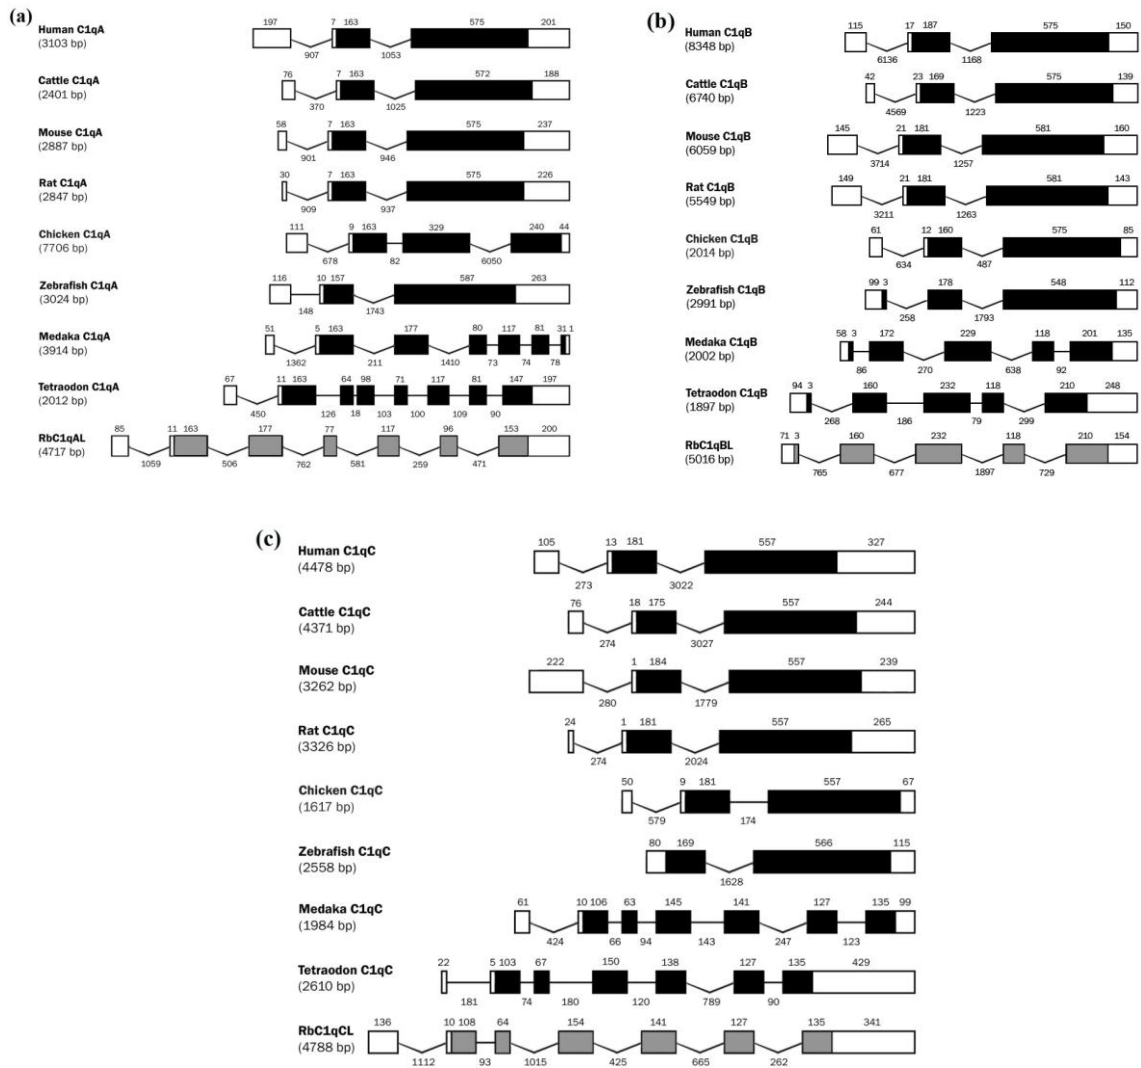 (a)
197 7 163 575 201
Human C1qA
(3103 bp)
907 1053
76 7 163 572 188
Cattle C1qA
(2401 bp)
370 1025
58 7 163 575 237
Mouse C1qA
(2887 bp)
901 946
30 7 163 575 226
Rat C1qA
(2847 bp)
909 937
111 9 163 329 240 44
Chicken C1qA
(7706 bp)
678 82 6050
116 10 157 587 263
Zebrafish C1qA
(3024 bp)
148 1743
51 5 163 177 80 117 81 31 1
Medaka C1qA
(3914 bp)
1362 211 1410 73 74 78
67 11 163 64 98 71 117 81 147 197
Tetraodon C1qA
(2012 bp)
450 126 18 103 100 109 90
85 11 163 177 77 117 96 153 200
RbC1qAL
(4717 bp)
1059 506 762 581 259 471
(b)
115 17 187 575 150
Human C1qB
(8348 bp)
6136 1168
42 23 169 575 139
Cattle C1qB
(6740 bp)
4569 1223
145 21 181 581 160
Mouse C1qB
(6059 bp)
3714 1257
149 21 181 581 143
Rat C1qB
(5549 bp)
3211 1263
61 12 160 575 85
Chicken C1qB
(2014 bp)
634 487
99 3 178 548 112
Zebrafish C1qB
(2991 bp)
258 1793
58 3 172 229 118 201 135
Medaka C1qB
(2002 bp)
86 270 638 92
94 3 160 232 118 210 248
Tetraodon C1qB
(1897 bp)
268 186 79 299
71 3 160 232 118 210 154
RbC1qBL
(5016 bp)
765 677 1897 729
(c)
105 13 181 557 327
Human C1qC
(4478 bp)
273 3022
76 18 175 557 244
Cattle C1qC
(4371 bp)
274 3027
222 1 184 557 239
Mouse C1qC
(3262 bp)
280 1779
24 1 181 557 265
Rat C1qC
(3326 bp)
274 2024
50 9 181 557 67
Chicken C1qC
(1617 bp)
579 174
80 169 566 115
Zebrafish C1qC
(2558 bp)
1628
61 10 106 63 145 141 127 135 99
Medaka C1qC
(1984 bp)
424 66 94 143 247 123
22 5 103 67 150 138 127 135 429
Tetraodon C1qC
(2610 bp)
181 74 180 120 789 90
136 10 108 64 154 141 127 135 341
RbC1qCL
(4788 bp)
1112 93 1015 425 665 262